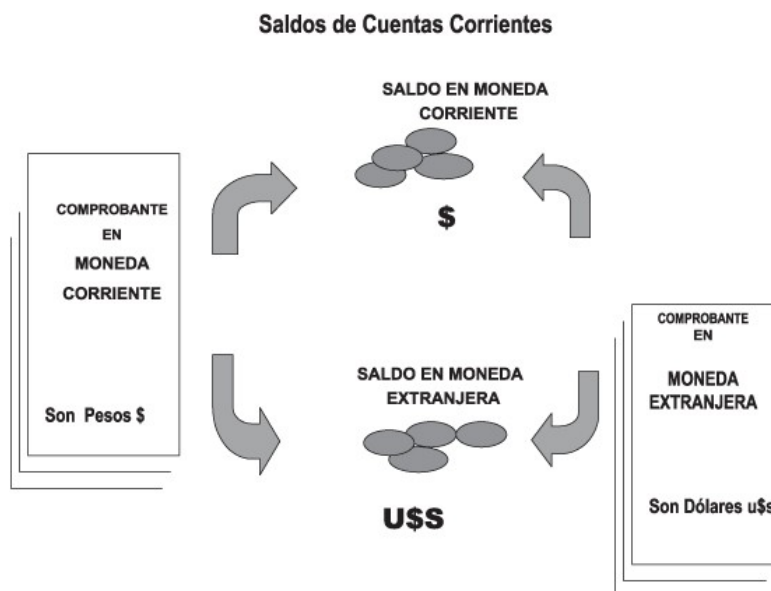 Saldos de Cuentas Corrientes
SALDO EN MONEDA
CORRIENTE
$
COMPROBANTE
EN
MONEDA
CORRIENTE
Son Pesos $
SALDO EN MONEDA
EXTRANJERA
U$S
COMPROBANTE
EN
MONEDA
EXTRANJERA
Son Dólares u$s